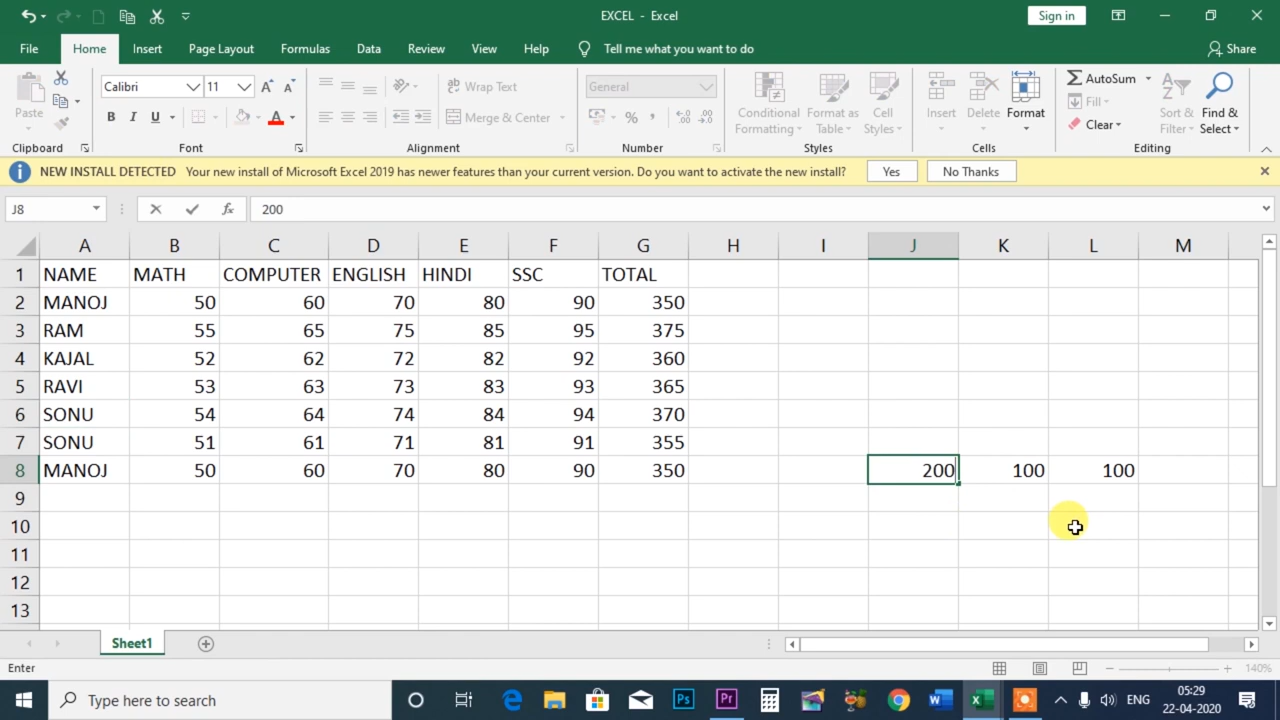 EXCEL - Excel
Sign in
File Home Insert Page Layout Formulas Data Review View Help Tell me what you want to do Share
Paste
Calibri 11 A A
B I U A
ab Wrap Text
Merge & Center
General
% , .00
Conditional Formatting
Format as Table
Cell Styles
Insert Delete Format
AutoSum
Fill
Clear
Sort & Filter
Find & Select
Clipboard Font Alignment Number Styles Cells Editing
NEW INSTALL DETECTED Your new install of Microsoft Excel 2019 has newer features than your current version. Do you want to activate the new install? Yes No Thanks
J8 fx 200
A B C D E F G H I J K L M
1 NAME MATH COMPUTER ENGLISH HINDI SSC TOTAL
2 MANOJ 50 60 70 80 90 350
3 RAM 55 65 75 85 95 375
4 KAJAL 52 62 72 82 92 360
5 RAVI 53 63 73 83 93 365
6 SONU 54 64 74 84 94 370
7 SONU 51 61 71 81 91 355
8 MANOJ 50 60 70 80 90 350 200 100 100
9
10
11
12
13
Sheet1
Enter 140%
Type here to search Ps Pr ENG 05:29
22-04-2020